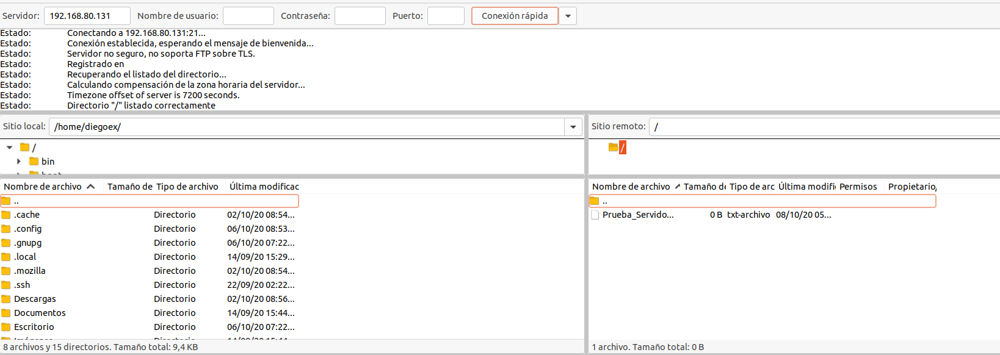 Servidor: 192.168.80.131 Nombre de usuario: Contraseña: Puerto: Conexión rápida
Estado: Conectando a 192.168.80.131:21...
Estado: Conexión establecida, esperando el mensaje de bienvenida...
Estado: Servidor no seguro, no soporta FTP sobre TLS.
Estado: Registrado en
Estado: Recuperando el listado del directorio...
Estado: Calculando compensación de la zona horaria del servidor...
Estado: Timezone offset of server is 7200 seconds.
Estado: Directorio "/" listado correctamente
Sitio local: /home/diegoex/
/
bin
Nombre de archivo Tamaño de Tipo de archivo Última modificac
..
.cache Directorio 02/10/20 08:54...
.config Directorio 06/10/20 08:53...
.gnupg Directorio 06/10/20 07:22...
.local Directorio 14/09/20 15:29...
.mozilla Directorio 02/10/20 08:54...
.ssh Directorio 22/09/20 02:22...
Descargas Directorio 02/10/20 08:56...
Documentos Directorio 14/09/20 15:44...
Escritorio Directorio 06/10/20 07:22...
8 archivos y 15 directorios. Tamaño total: 9,4 KB
Sitio remoto: /
/
Nombre de archivo Tamaño de Tipo de arc Última modifi Permisos Propietario/
..
Prueba_Servido... 0 B txt-archivo 08/10/20 05...
1 archivo. Tamaño total: 0 B